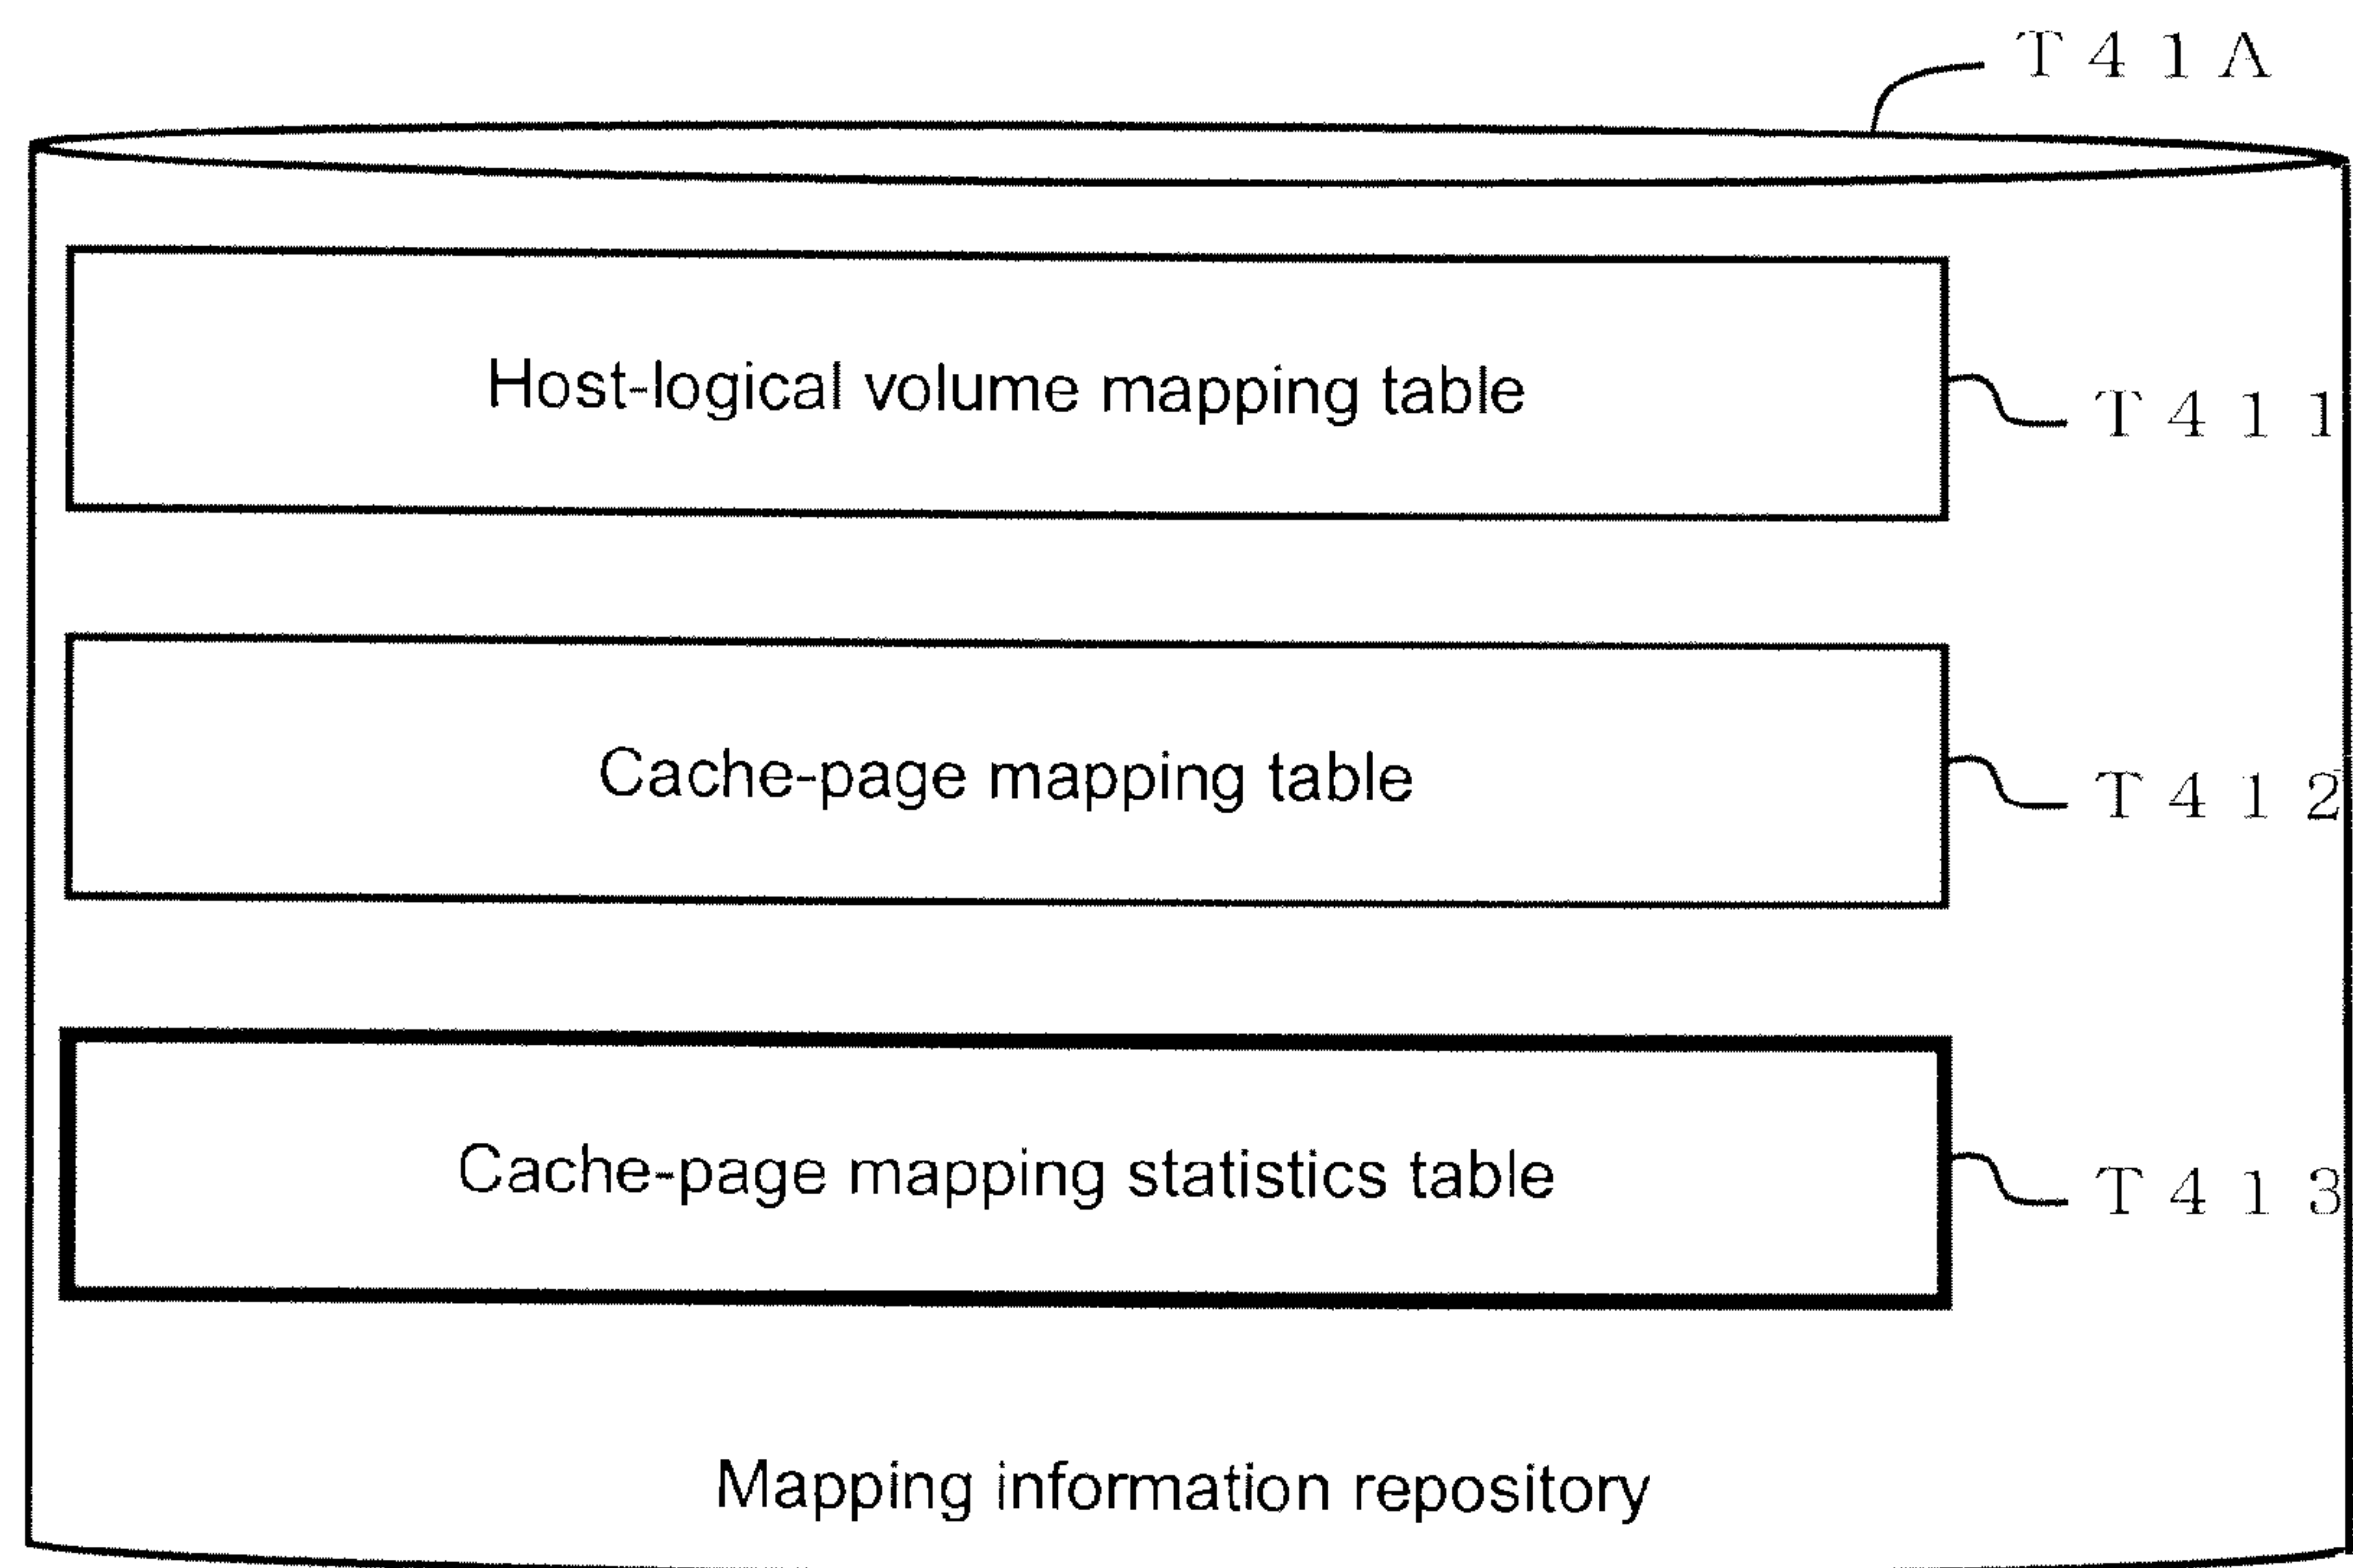 T41A
Host-logical volume mapping table
T411
Cache-page mapping table
T412
Cache-page mapping statistics table
T413
Mapping information repository